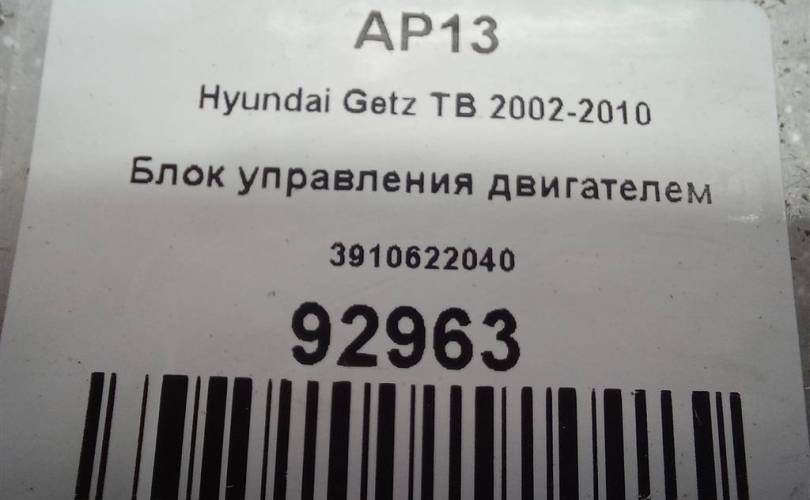 AP13
Hyundai Getz TB 2002-2010
Блок управления двигателем
3910622040
92963